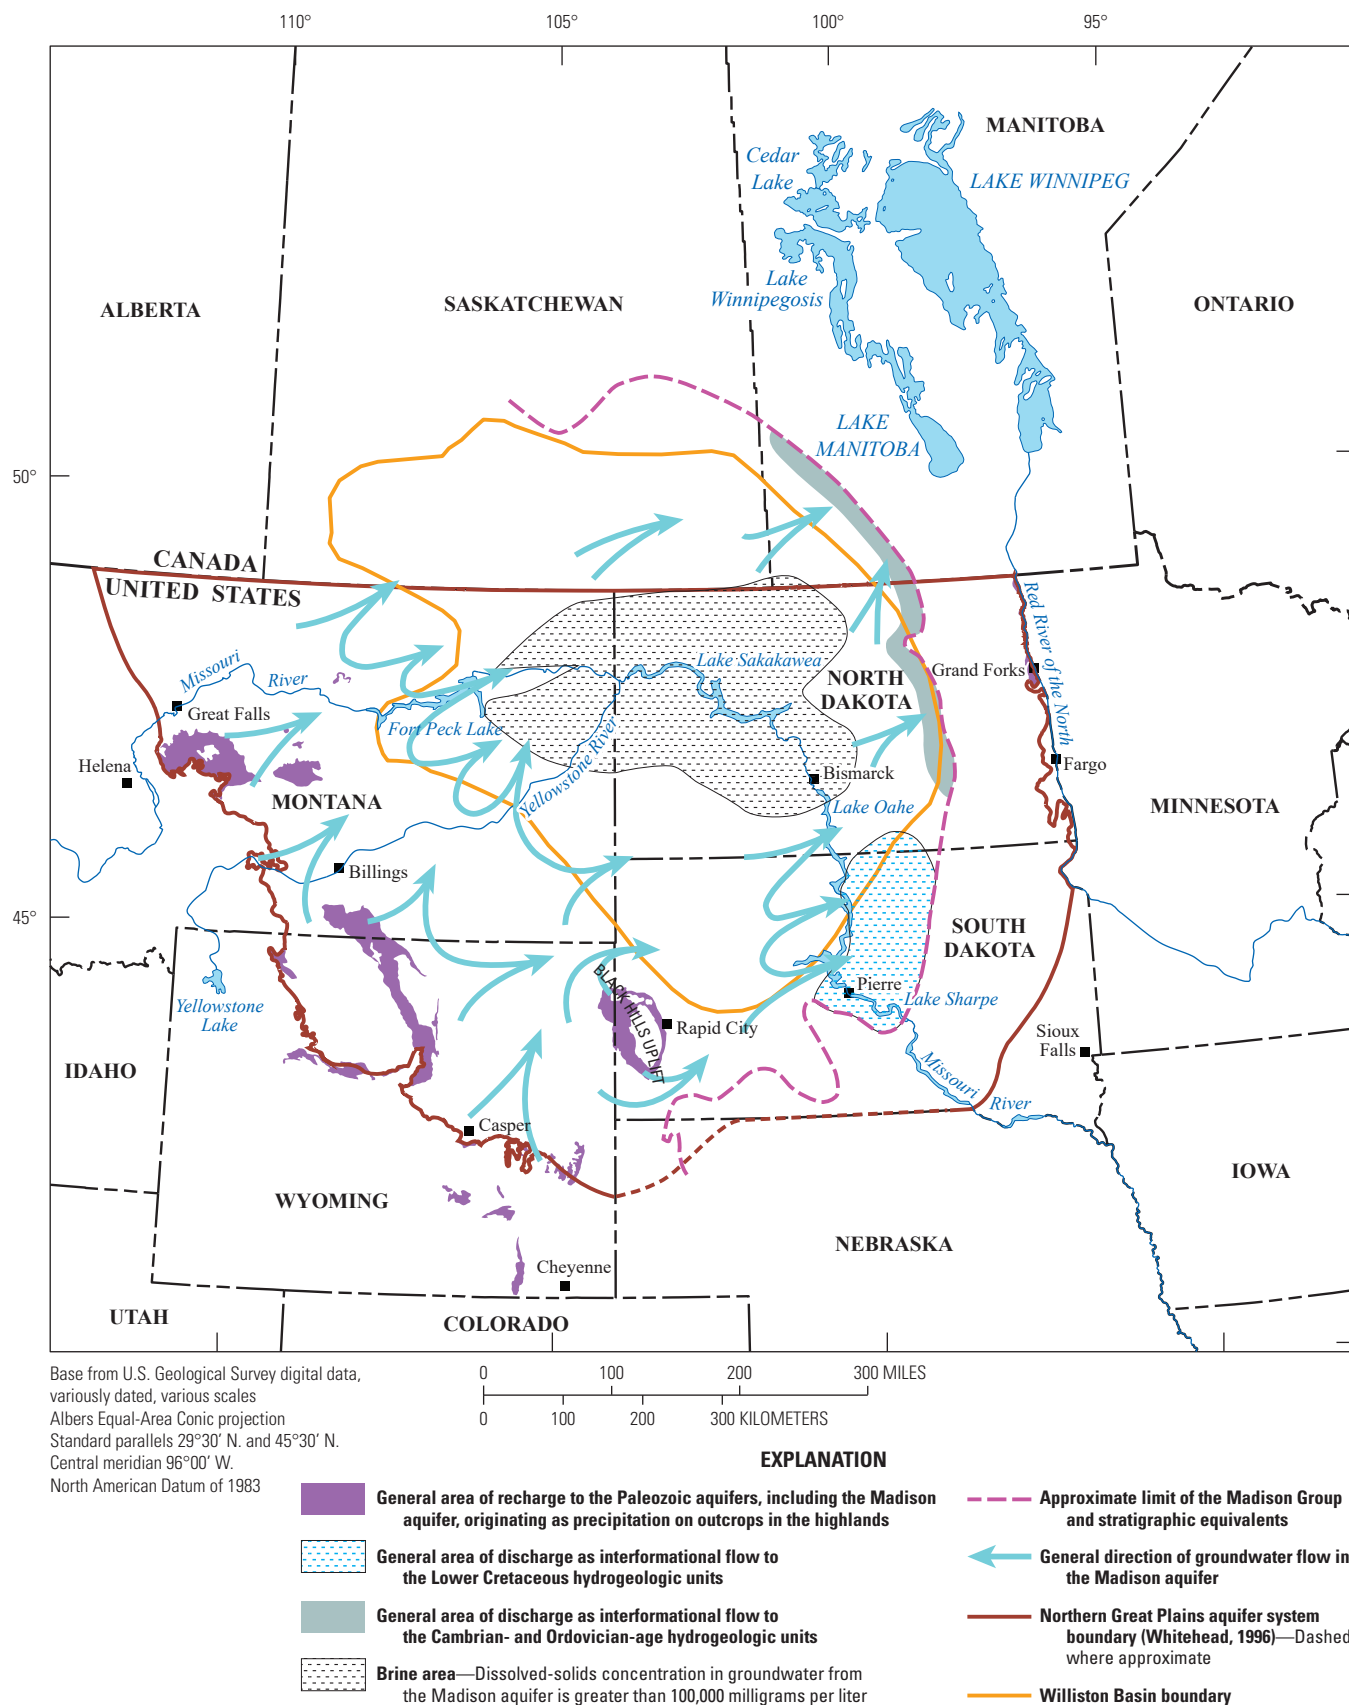 110°
105°
100°
95°
MANITOBA
Cedar
Lake
LAKE WINNIPEG
Lake
Winnipegosis
ALBERTA
SASKATCHEWAN
ONTARIO
LAKE
MANITOBA
50°
CANADA
UNITED STATES
Missouri
River
Great Falls
Lake Sakakawea
NORTH
DAKOTA
Grand Forks
Red River of the North
Fort Peck Lake
Yellowstone River
Helena
Bismarck
Fargo
MONTANA
Lake Oahe
MINNESOTA
Billings
45°
SOUTH
DAKOTA
Yellowstone
Lake
BLACK HILLS UPLIFT
Pierre
Lake Sharpe
Rapid City
Sioux
Falls
IDAHO
Missouri
River
Casper
IOWA
WYOMING
NEBRASKA
Cheyenne
UTAH
COLORADO
Base from U.S. Geological Survey digital data,
variously dated, various scales
Albers Equal-Area Conic projection
Standard parallels 29°30′ N. and 45°30′ N.
Central meridian 96°00′ W.
North American Datum of 1983
0 100 200 300 MILES
0 100 200 300 KILOMETERS
EXPLANATION
General area of recharge to the Paleozoic aquifers, including the Madison
aquifer, originating as precipitation on outcrops in the highlands
General area of discharge as interformational flow to
the Lower Cretaceous hydrogeologic units
General area of discharge as interformational flow to
the Cambrian- and Ordovician-age hydrogeologic units
Brine area—Dissolved-solids concentration in groundwater from
the Madison aquifer is greater than 100,000 milligrams per liter
Approximate limit of the Madison Group
and stratigraphic equivalents
General direction of groundwater flow in
the Madison aquifer
Northern Great Plains aquifer system
boundary (Whitehead, 1996)—Dashed
where approximate
Williston Basin boundary